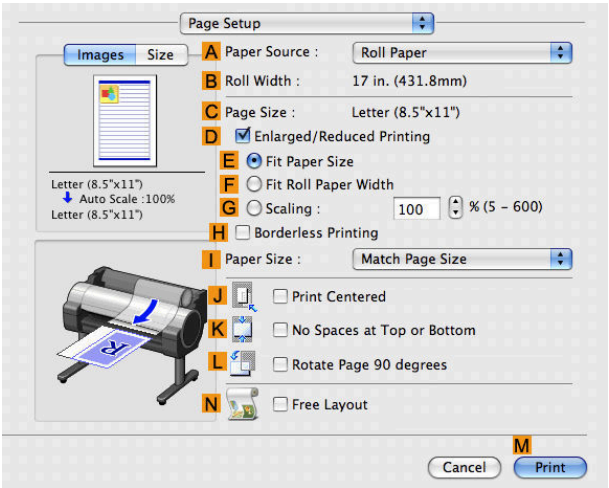 Page Setup
Images Size
A Paper Source : Roll Paper
B Roll Width : 17 in. (431.8mm)
C Page Size : Letter (8.5"x11")
D Enlarged/Reduced Printing
E Fit Paper Size
F Fit Roll Paper Width
G Scaling : 100 % (5 – 600)
H Borderless Printing
Letter (8.5"x11")
Auto Scale :100%
Letter (8.5"x11")
I Paper Size : Match Page Size
J Print Centered
K No Spaces at Top or Bottom
L Rotate Page 90 degrees
N Free Layout
M
Cancel Print